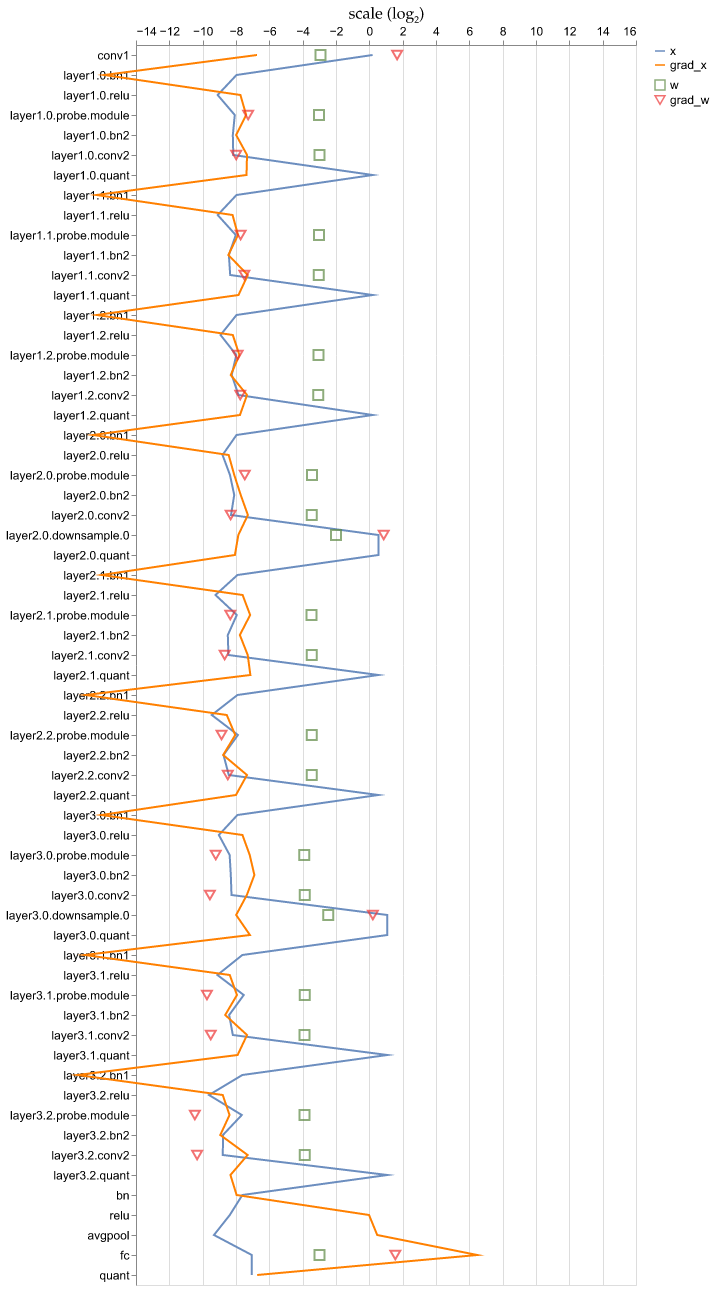 scale (log₂)
−14 −12 −10 −8 −6 −4 −2 0 2 4 6 8 10 12 14 16
x
grad_x
w
grad_w
conv1
layer1.0.bn1
layer1.0.relu
layer1.0.probe.module
layer1.0.bn2
layer1.0.conv2
layer1.0.quant
layer1.1.bn1
layer1.1.relu
layer1.1.probe.module
layer1.1.bn2
layer1.1.conv2
layer1.1.quant
layer1.2.bn1
layer1.2.relu
layer1.2.probe.module
layer1.2.bn2
layer1.2.conv2
layer1.2.quant
layer2.0.bn1
layer2.0.relu
layer2.0.probe.module
layer2.0.bn2
layer2.0.conv2
layer2.0.downsample.0
layer2.0.quant
layer2.1.bn1
layer2.1.relu
layer2.1.probe.module
layer2.1.bn2
layer2.1.conv2
layer2.1.quant
layer2.2.bn1
layer2.2.relu
layer2.2.probe.module
layer2.2.bn2
layer2.2.conv2
layer2.2.quant
layer3.0.bn1
layer3.0.relu
layer3.0.probe.module
layer3.0.bn2
layer3.0.conv2
layer3.0.downsample.0
layer3.0.quant
layer3.1.bn1
layer3.1.relu
layer3.1.probe.module
layer3.1.bn2
layer3.1.conv2
layer3.1.quant
layer3.2.bn1
layer3.2.relu
layer3.2.probe.module
layer3.2.bn2
layer3.2.conv2
layer3.2.quant
bn
relu
avgpool
fc
quant